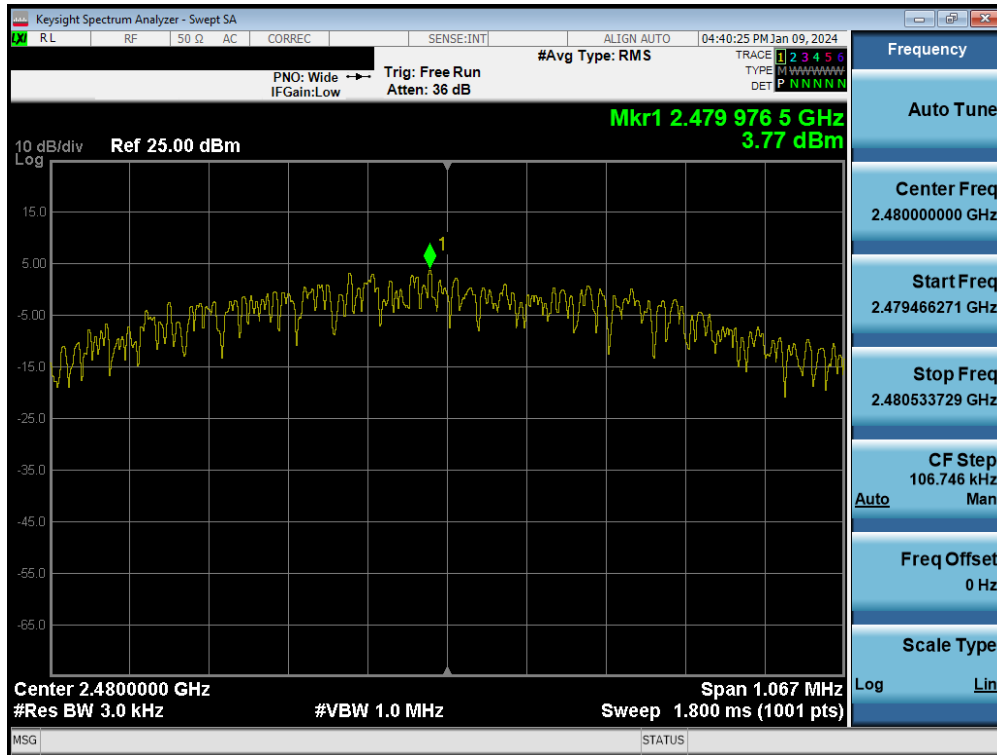 Keysight Spectrum Analyzer - Swept SA
LXI RL RF 50 Ω AC CORREC SENSE:INT ALIGN AUTO 04:40:25 PM Jan 09, 2024
PNO: Wide Trig: Free Run #Avg Type: RMS TRACE 1 2 3 4 5 6
IFGain:Low Atten: 36 dB TYPE M WWWWW
DET P N N N N N
Mkr1 2.479 976 5 GHz
3.77 dBm
10 dB/div Ref 25.00 dBm
Log
15.0
1
5.00
-5.00
-15.0
-25.0
-35.0
-45.0
-55.0
-65.0
Center 2.4800000 GHz Span 1.067 MHz
#Res BW 3.0 kHz #VBW 1.0 MHz Sweep 1.800 ms (1001 pts)
MSG STATUS
Frequency
Auto Tune
Center Freq
2.480000000 GHz
Start Freq
2.479466271 GHz
Stop Freq
2.480533729 GHz
CF Step
106.746 kHz
Auto Man
Freq Offset
0 Hz
Scale Type
Log Lin